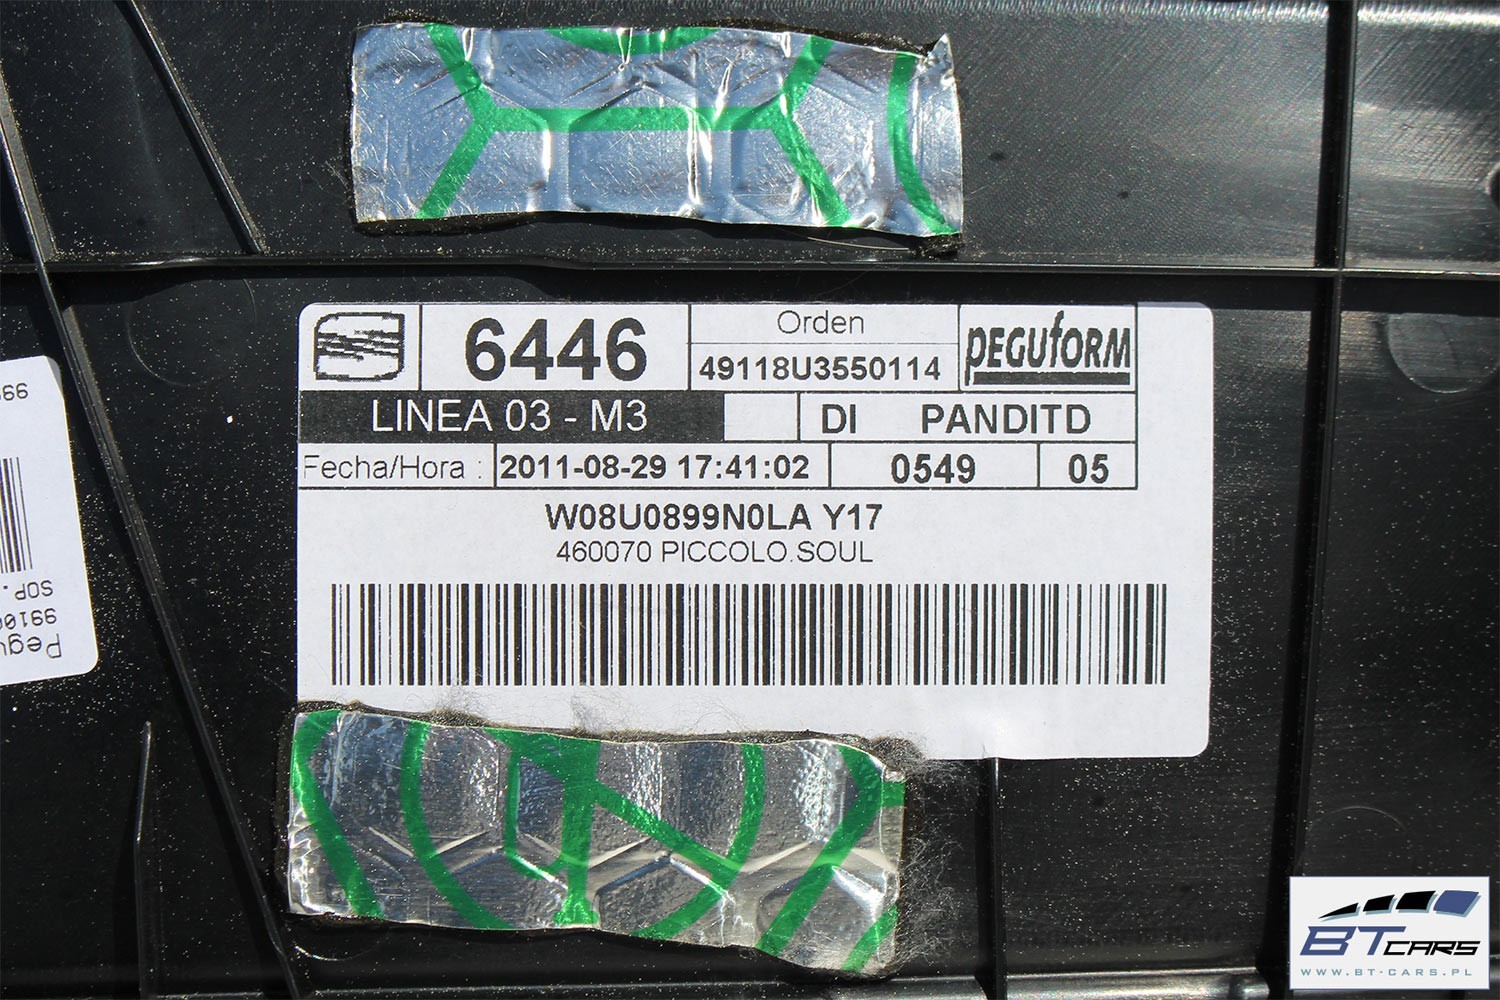 6446
Orden
49118U3550114
PEGUFORM
LINEA 03 - M3
DI PANDITD
Fecha/Hora :
2011-08-29 17:41:02
0549
05
W08U0899N0LA Y17
460070 PICCOLO.SOUL
SOP.
BT CARS
WWW.BT-CARS.PL